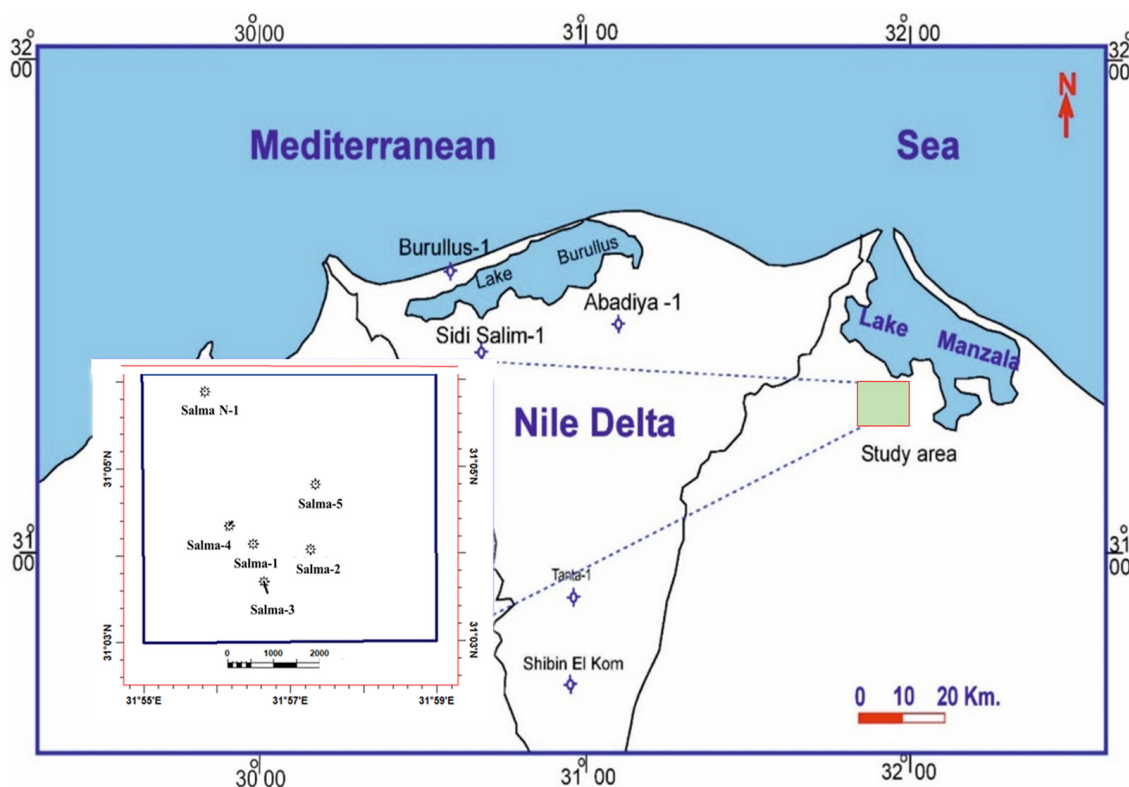 30 00
31 00
32 00
32 00
32 00
N
Mediterranean Sea
Burullus-1
Lake Burullus
Abadiya -1
Sidi Salim-1
Lake Manzala
Nile Delta
Study area
Salma N-1
31°05'N
31°05'N
Salma-5
Salma-4
Salma-1
Salma-2
Salma-3
31°03'N
31°03'N
0 1000 2000
31°55'E
31°57'E
31°59'E
31 00
31 00
Tanta-1
Shibin El Kom
0 10 20 Km.
30 00
31 00
32 00